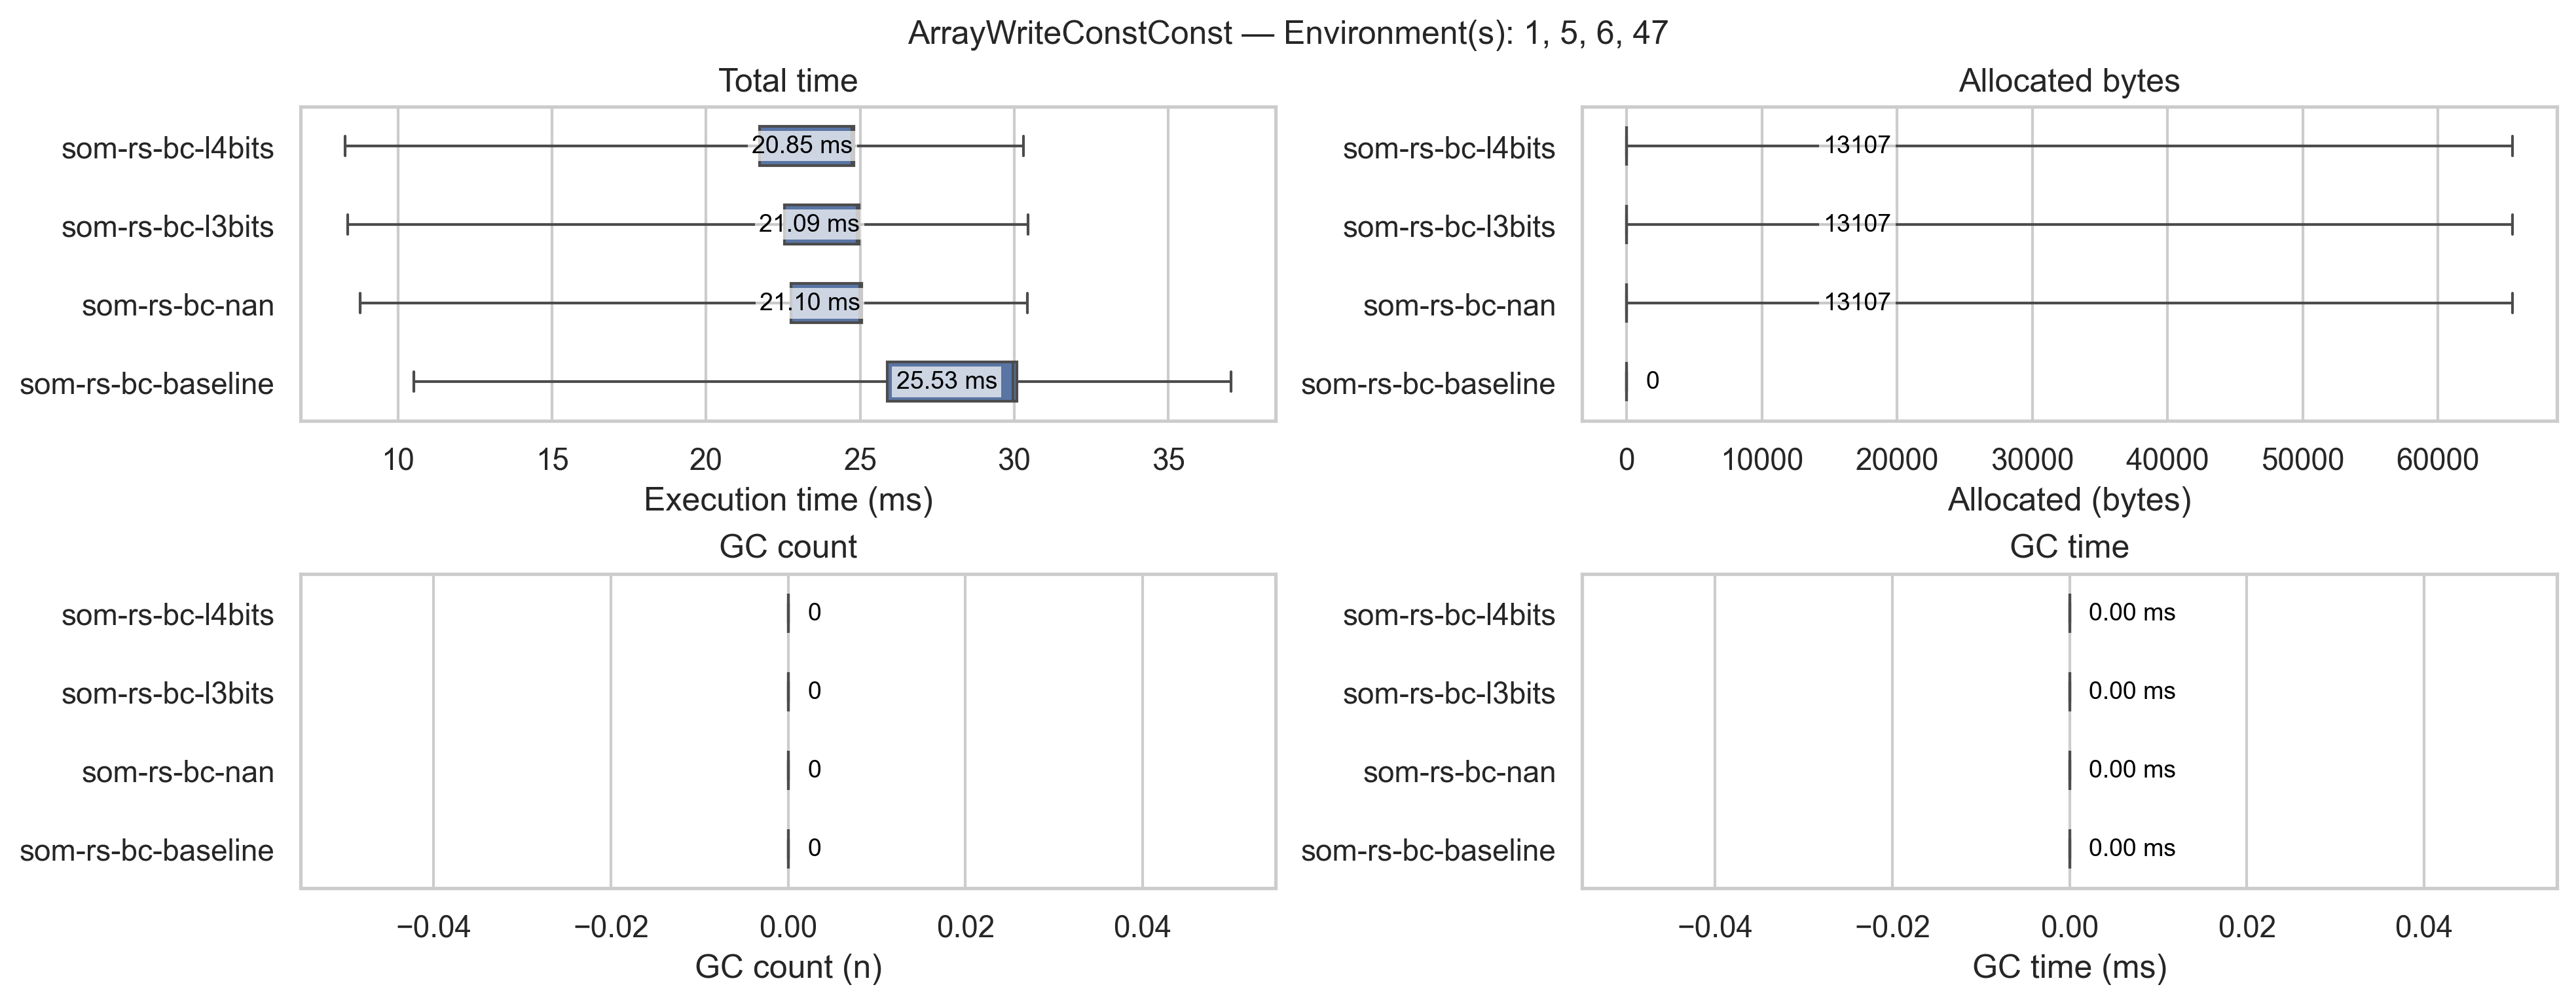 ArrayWriteConstConst — Environment(s): 1, 5, 6, 47
Total time
som-rs-bc-l4bits
20.85 ms
som-rs-bc-l3bits
21.09 ms
som-rs-bc-nan
21.10 ms
som-rs-bc-baseline
25.53 ms
10 15 20 25 30 35
Execution time (ms)
Allocated bytes
som-rs-bc-l4bits
13107
som-rs-bc-l3bits
13107
som-rs-bc-nan
13107
som-rs-bc-baseline
0
0 10000 20000 30000 40000 50000 60000
Allocated (bytes)
GC count
som-rs-bc-l4bits
0
som-rs-bc-l3bits
0
som-rs-bc-nan
0
som-rs-bc-baseline
0
−0.04 −0.02 0.00 0.02 0.04
GC count (n)
GC time
som-rs-bc-l4bits
0.00 ms
som-rs-bc-l3bits
0.00 ms
som-rs-bc-nan
0.00 ms
som-rs-bc-baseline
0.00 ms
−0.04 −0.02 0.00 0.02 0.04
GC time (ms)